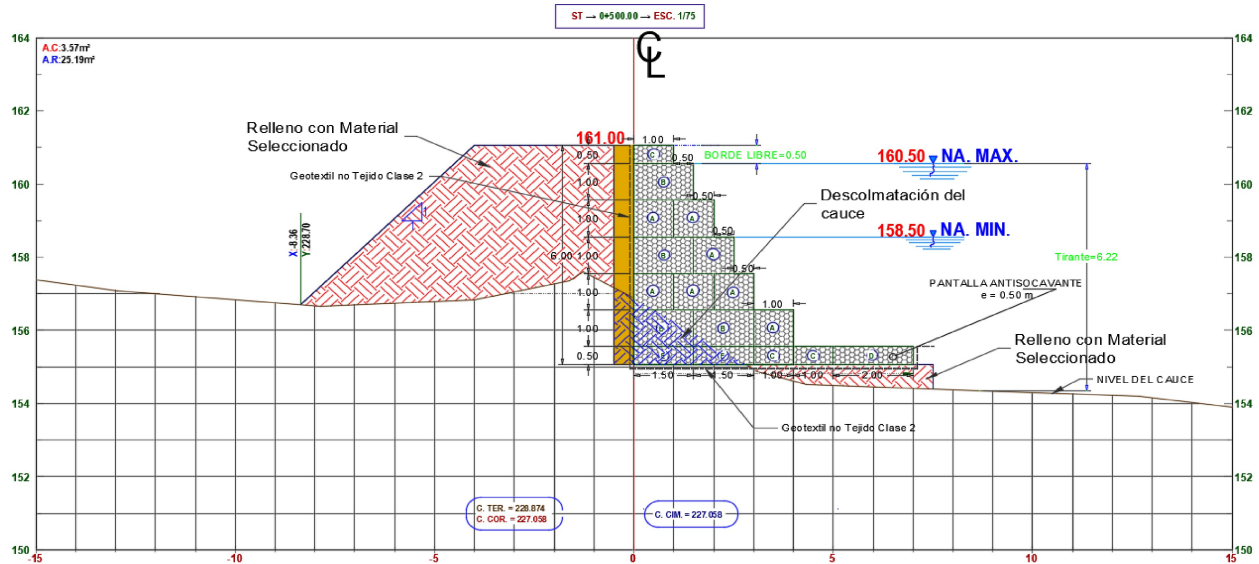 ST → 0+500.00 → ESC. 1/75
164
164
A.C:3.57m²
A.R:25.19m²
CL
162
162
Relleno con Material
Seleccionado
161.00
1.00
0.50
C
0.50
BORDE LIBRE=0.50
160.50
NA. MAX.
Geotextil no Tejido Clase 2
160
160
1.00
B
0.50
Descolmatación del
cauce
1.00
A
A
0.50
158.50
NA. MIN.
X:-8.36
Y:228.70
158
158
6.00
1.00
B
A
0.50
Tirante=6.22
1.00
A
A
A
1.00
PANTALLA ANTISOCAVANTE
e = 0.50 m
156
156
1.00
B
B
A
Relleno con Material
Seleccionado
0.50
C
C
D
1.50
1.50
1.00
1.00
2.00
NIVEL DEL CAUCE
154
154
Geotextil no Tejido Clase 2
152
152
C. TER. = 228.874
C. COR. = 227.058
C. CIM. = 227.058
150
150
-15
-10
-5
0
5
10
15